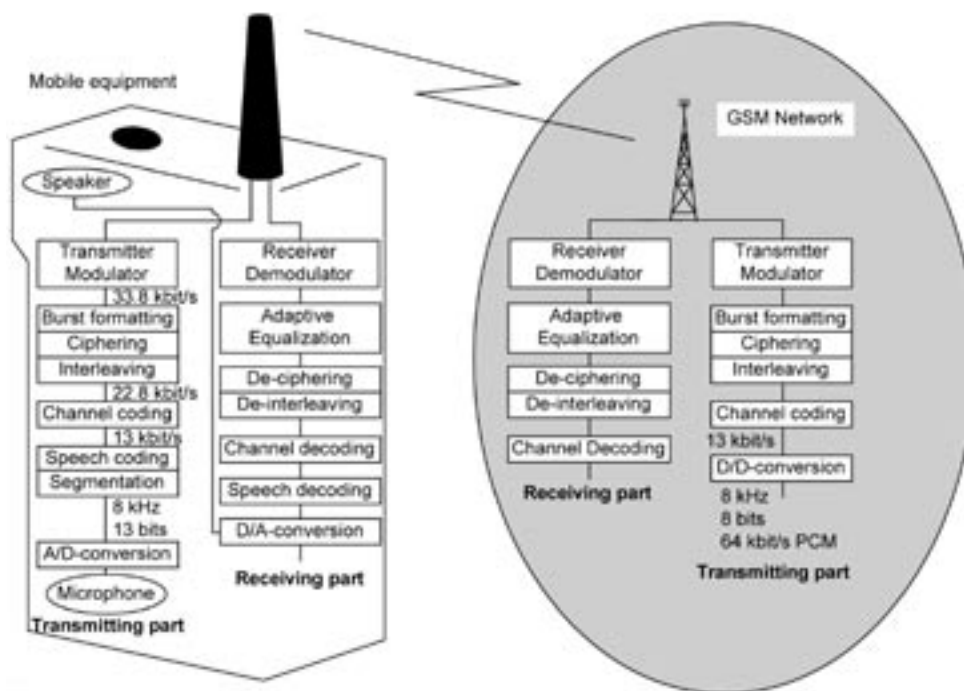 Mobile equipment
Speaker
Transmitter
Modulator
33.8 kbit/s
Burst formatting
Ciphering
Interleaving
22.8 kbit/s
Channel coding
13 kbit/s
Speech coding
Segmentation
8 kHz
13 bits
A/D-conversion
Microphone
Transmitting part
Receiver
Demodulator
Adaptive
Equalization
De-ciphering
De-interleaving
Channel decoding
Speech decoding
D/A-conversion
Receiving part
GSM Network
Receiver
Demodulator
Adaptive
Equalization
De-ciphering
De-interleaving
Channel Decoding
Receiving part
Transmitter
Modulator
Burst formatting
Ciphering
Interleaving
Channel coding
13 kbit/s
D/D-conversion
8 kHz
8 bits
64 kbit/s PCM
Transmitting part